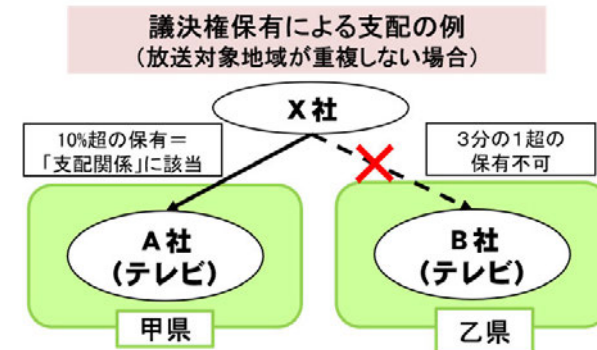 議決権保有による支配の例
(放送対象地域が重複しない場合)
X社
10%超の保有=
「支配関係」に該当
3分の1超の
保有不可
A社
(テレビ)
B社
(テレビ)
甲県
乙県